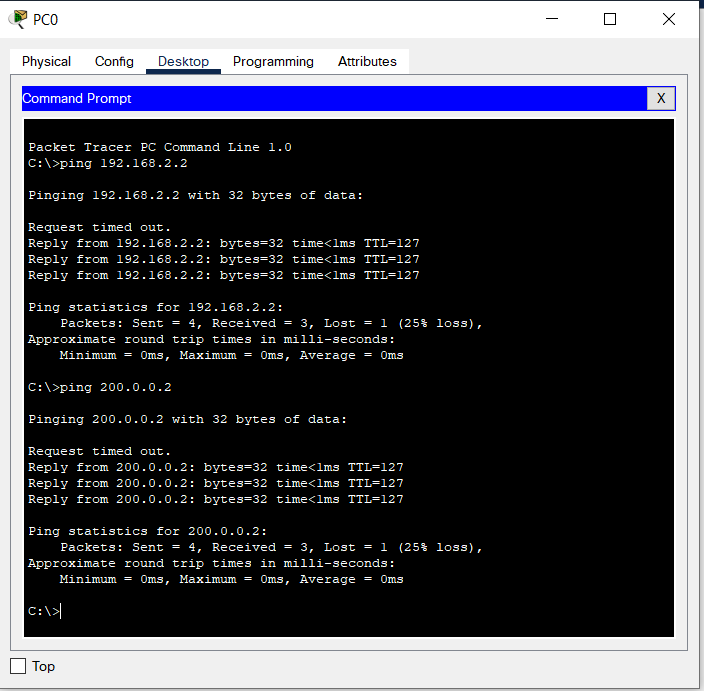 PC0
Physical Config Desktop Programming Attributes
Command Prompt X
Packet Tracer PC Command Line 1.0
C:\>ping 192.168.2.2
Pinging 192.168.2.2 with 32 bytes of data:
Request timed out.
Reply from 192.168.2.2: bytes=32 time<1ms TTL=127
Reply from 192.168.2.2: bytes=32 time<1ms TTL=127
Reply from 192.168.2.2: bytes=32 time<1ms TTL=127
Ping statistics for 192.168.2.2:
Packets: Sent = 4, Received = 3, Lost = 1 (25% loss),
Approximate round trip times in milli-seconds:
Minimum = 0ms, Maximum = 0ms, Average = 0ms
C:\>ping 200.0.0.2
Pinging 200.0.0.2 with 32 bytes of data:
Request timed out.
Reply from 200.0.0.2: bytes=32 time<1ms TTL=127
Reply from 200.0.0.2: bytes=32 time<1ms TTL=127
Reply from 200.0.0.2: bytes=32 time<1ms TTL=127
Ping statistics for 200.0.0.2:
Packets: Sent = 4, Received = 3, Lost = 1 (25% loss),
Approximate round trip times in milli-seconds:
Minimum = 0ms, Maximum = 0ms, Average = 0ms
C:\>
Top